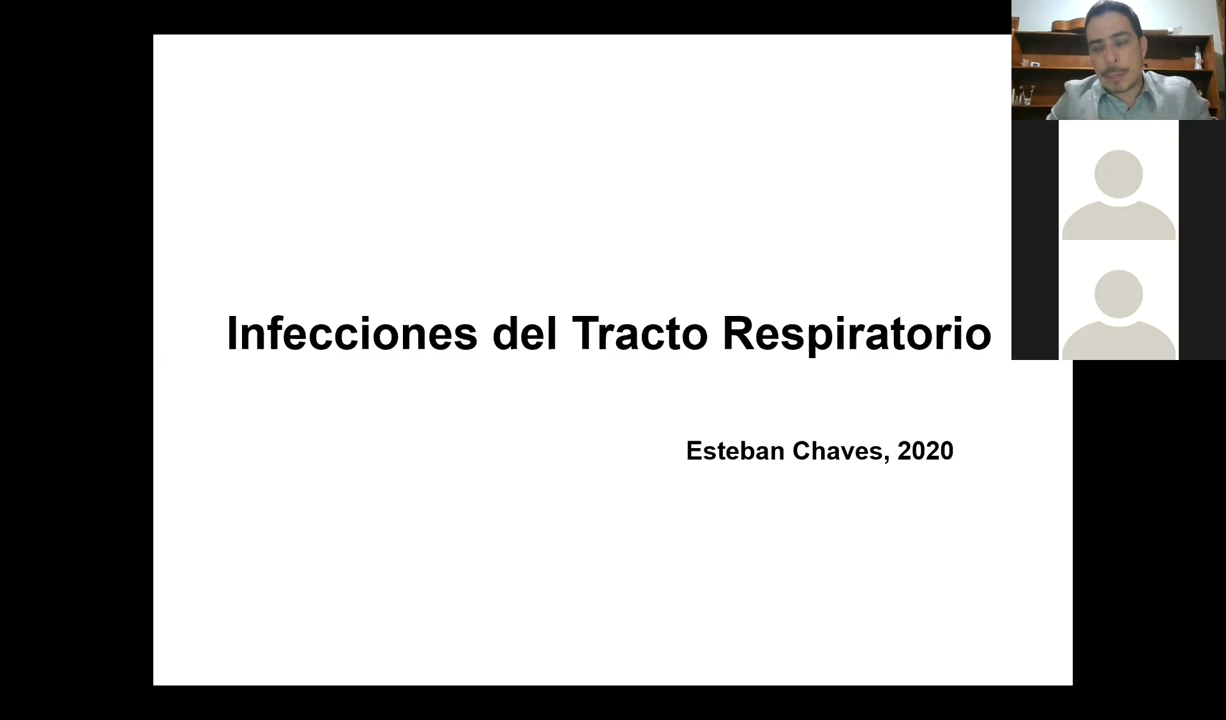 Infecciones del Tracto Respiratorio
Esteban Chaves, 2020